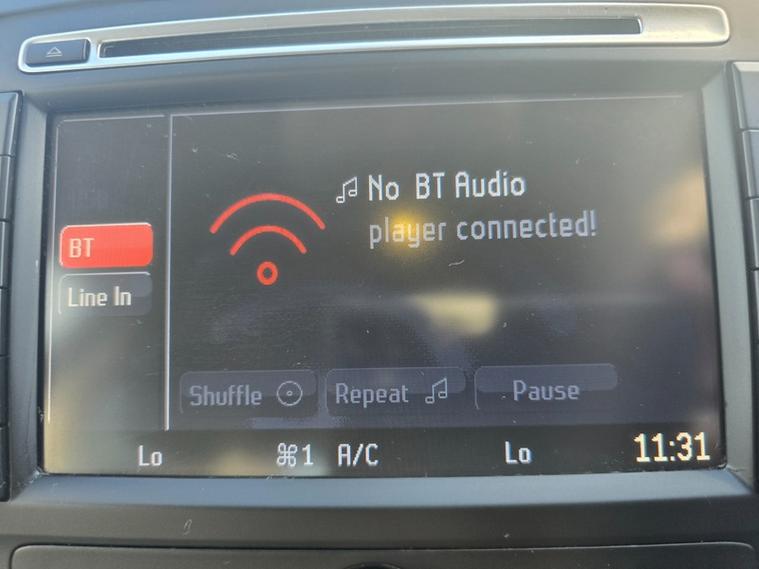 No BT Audio
player connected!
BT
Line In
Shuffle
Repeat
Pause
Lo
1
A/C
Lo
11:31